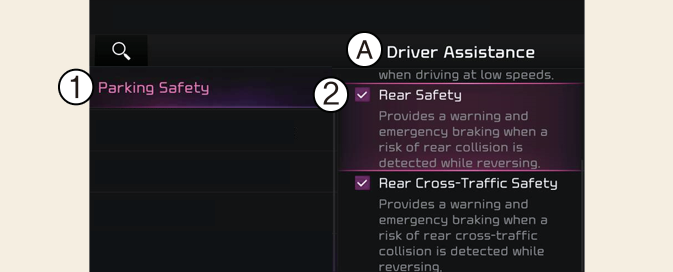 A Driver Assistance
1 Parking Safety
when driving at low speeds.
2 Rear Safety
Provides a warning and
emergency braking when a
risk of rear collision is
detected while reversing.
Rear Cross-Traffic Safety
Provides a warning and
emergency braking when a
risk of rear cross-traffic
collision is detected while
reversing.